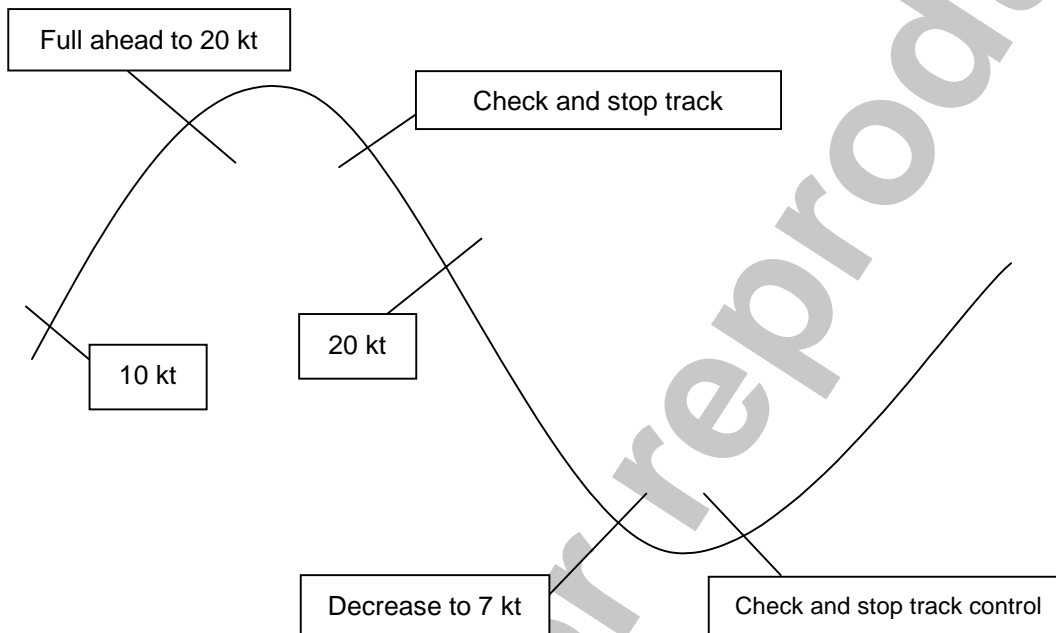 Full ahead to 20 kt
Check and stop track
10 kt
20 kt
Decrease to 7 kt
Check and stop track control
r reprod